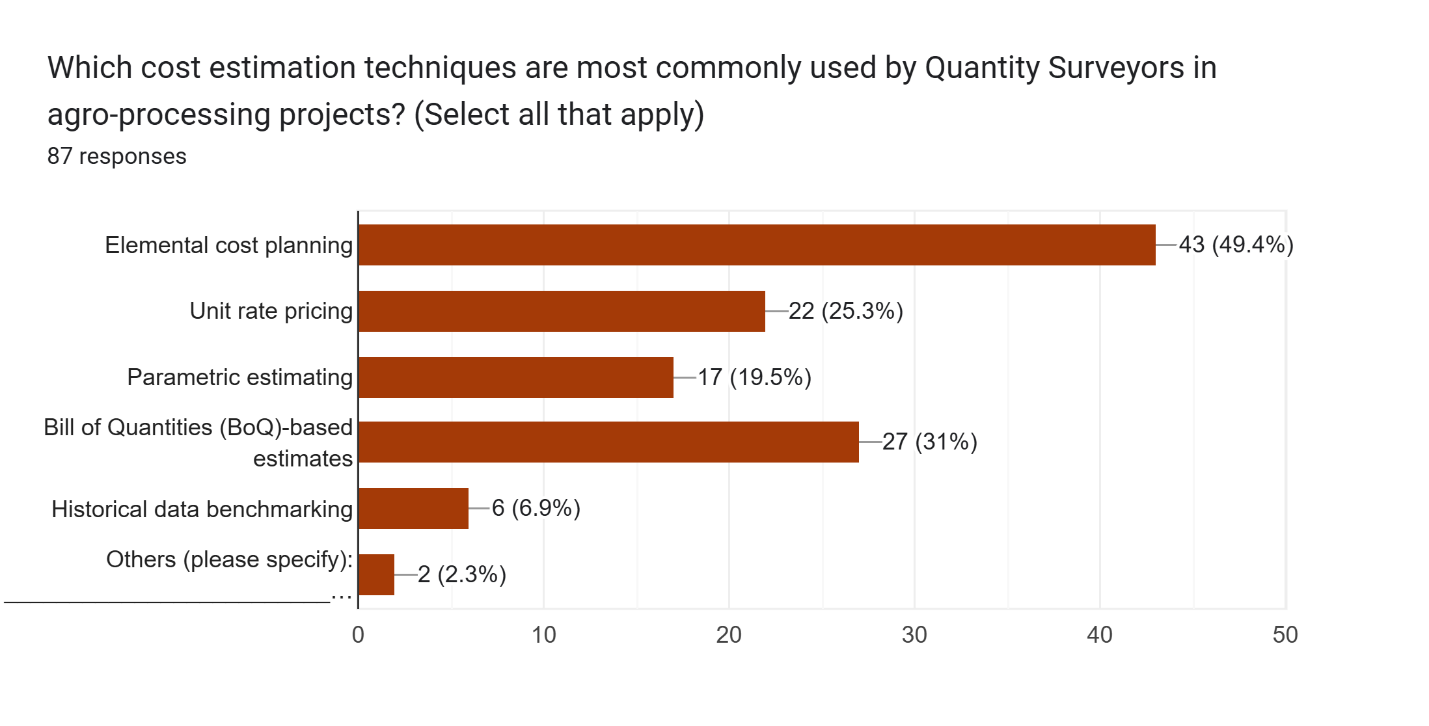 Which cost estimation techniques are most commonly used by Quantity Surveyors in
agro-processing projects? (Select all that apply)
87 responses
Elemental cost planning
43 (49.4%)
Unit rate pricing
22 (25.3%)
Parametric estimating
17 (19.5%)
Bill of Quantities (BoQ)-based
estimates
27 (31%)
Historical data benchmarking
6 (6.9%)
Others (please specify):
___________________________...
2 (2.3%)
0 10 20 30 40 50